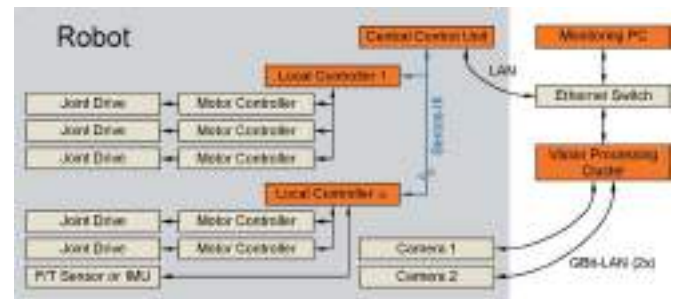 Robot
Central Control Unit
Monitoring PC
Local Controller 1
LAN
Joint Drive
Motor Controller
Ethernet Switch
Joint Drive
Motor Controller
Sercos-III
Joint Drive
Motor Controller
Vision Processing
Cluster
Local Controller n
Joint Drive
Motor Controller
Joint Drive
Motor Controller
Camera 1
F/T Sensor or IMU
Camera 2
GBit-LAN (2x)